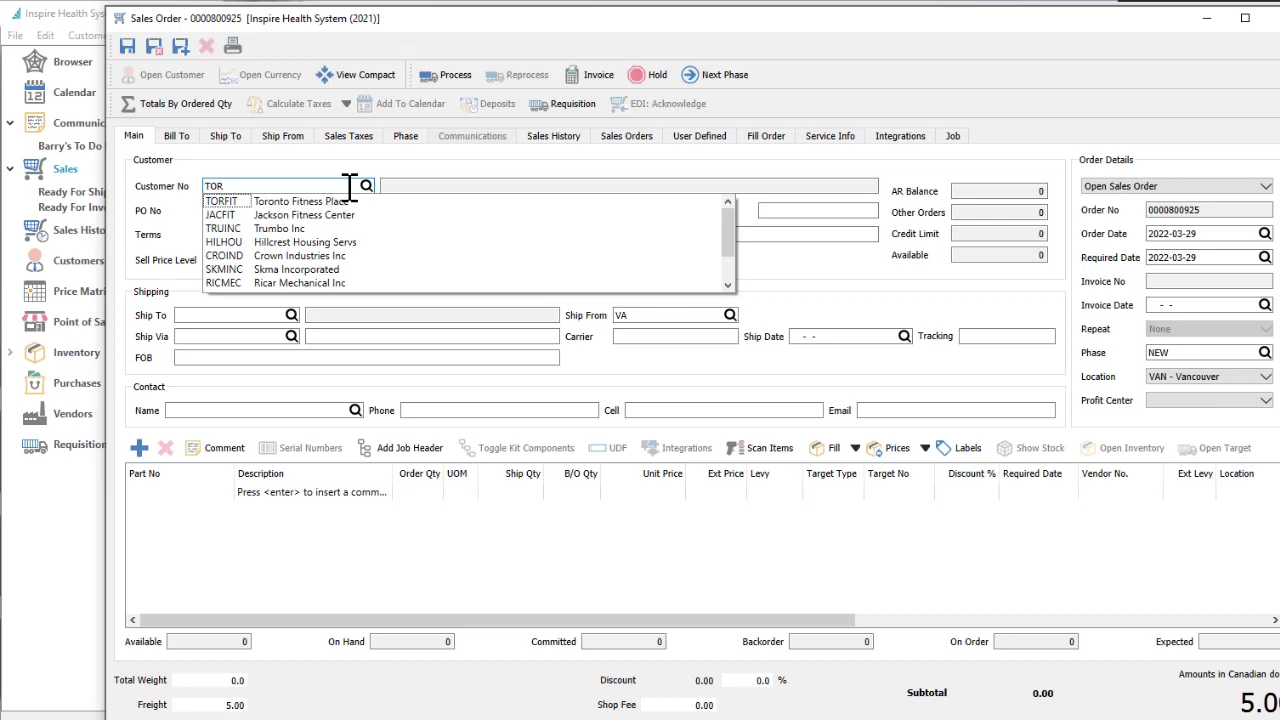 Inspire Health System
File Edit Custome
Browser
Calendar
Communic
Barry's To Do
Sales
Ready For Ship
Ready For Invo
Sales Histo
Customers
Price Matri
Point of Sa
Inventory
Purchases
Vendors
Requisition
Sales Order - 0000800925 [Inspire Health System (2021)]
Open Customer Open Currency View Compact Process Reprocess Invoice Hold Next Phase
Totals By Ordered Qty Calculate Taxes Add To Calendar Deposits Requisition EDI: Acknowledge
Main Bill To Ship To Ship From Sales Taxes Phase Communications Sales History Sales Orders User Defined Fill Order Service Info Integrations Job
Customer
Customer No TOR
TORFIT Toronto Fitness Place
JACFIT Jackson Fitness Center
TRUINC Trumbo Inc
HILHOU Hillcrest Housing Servs
CROIND Crown Industries Inc
SKMINC Skma Incorporated
RICMEC Ricar Mechanical Inc
PO No
Terms
Sell Price Level
AR Balance 0
Other Orders 0
Credit Limit 0
Available 0
Order Details
Open Sales Order
Order No 0000800925
Order Date 2022-03-29
Required Date 2022-03-29
Invoice No
Invoice Date - -
Repeat None
Phase NEW
Location VAN - Vancouver
Profit Center
Shipping
Ship To Ship From VA
Ship Via Carrier Ship Date - - Tracking
FOB
Contact
Name Phone Cell Email
Comment Serial Numbers Add Job Header Toggle Kit Components UDF Integrations Scan Items Fill Prices Labels Show Stock Open Inventory Open Target
Part No Description Order Qty UOM Ship Qty B/O Qty Unit Price Ext Price Levy Target Type Target No Discount % Required Date Vendor No. Ext Levy Location
Press <enter> to insert a comm...
Available 0 On Hand 0 Committed 0 Backorder 0 On Order 0 Expected
Total Weight 0.0 Discount 0.00 0.0 % Amounts in Canadian do
Freight 5.00 Shop Fee 0.00 Subtotal 0.00 5.0